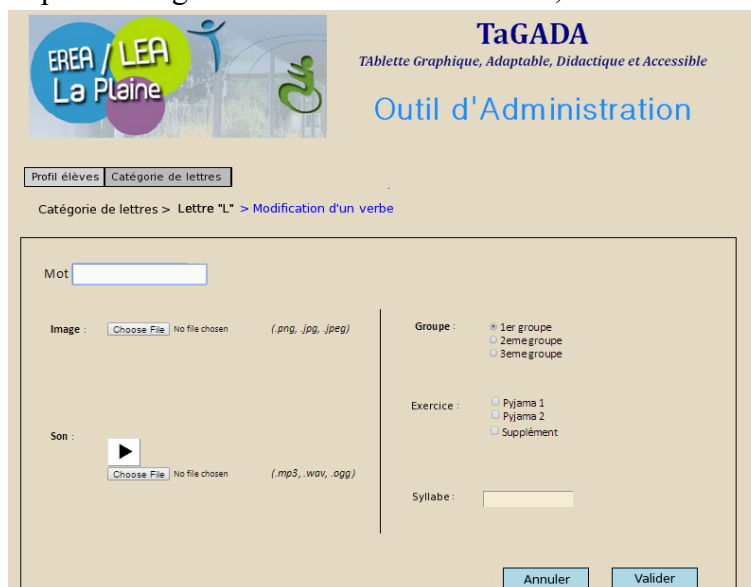 EREA / LEA
La Plaine
TaGADA
TAblette Graphique, Adaptable, Didactique et Accessible
Outil d'Administration
Profil élèves Catégorie de lettres
Catégorie de lettres > Lettre "L" > Modification d'un verbe
Mot
Image : Choose File No file chosen (.png, .jpg, .jpeg)
Son :
Choose File No file chosen (.mp3, .wav, .ogg)
Groupe : 1er groupe
2eme groupe
3eme groupe
Exercice : Pyjama 1
Pyjama 2
Supplément
Syllabe :
Annuler Valider